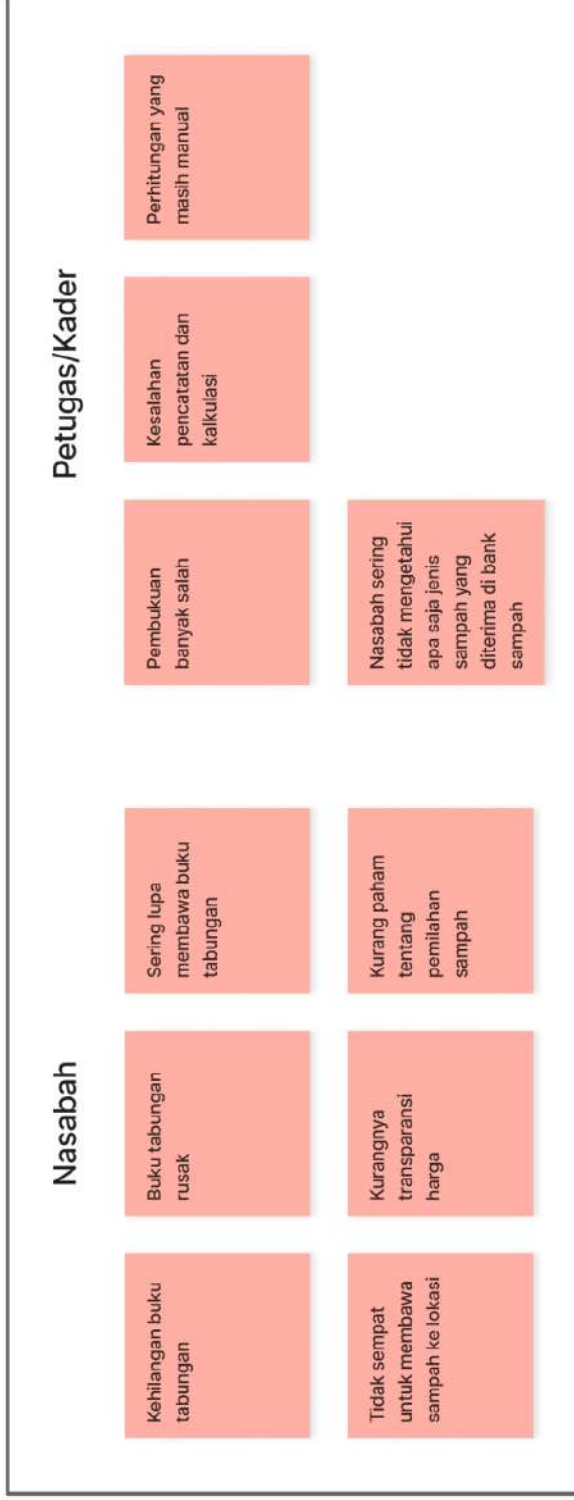 Nasabah
Kehilangan buku
tabungan
Buku tabungan
rusak
Sering lupa
membawa buku
tabungan
Tidak sempat
untuk membawa
sampah ke lokasi
Kurangnya
transparansi
harga
Kurang paham
tentang
pemilahan
sampah
Petugas/Kader
Pembukuan
banyak salah
Kesalahan
pencatatan dan
kalkulasi
Perhitungan yang
masih manual
Nasabah sering
tidak mengetahui
apa saja jenis
sampah yang
diterima di bank
sampah